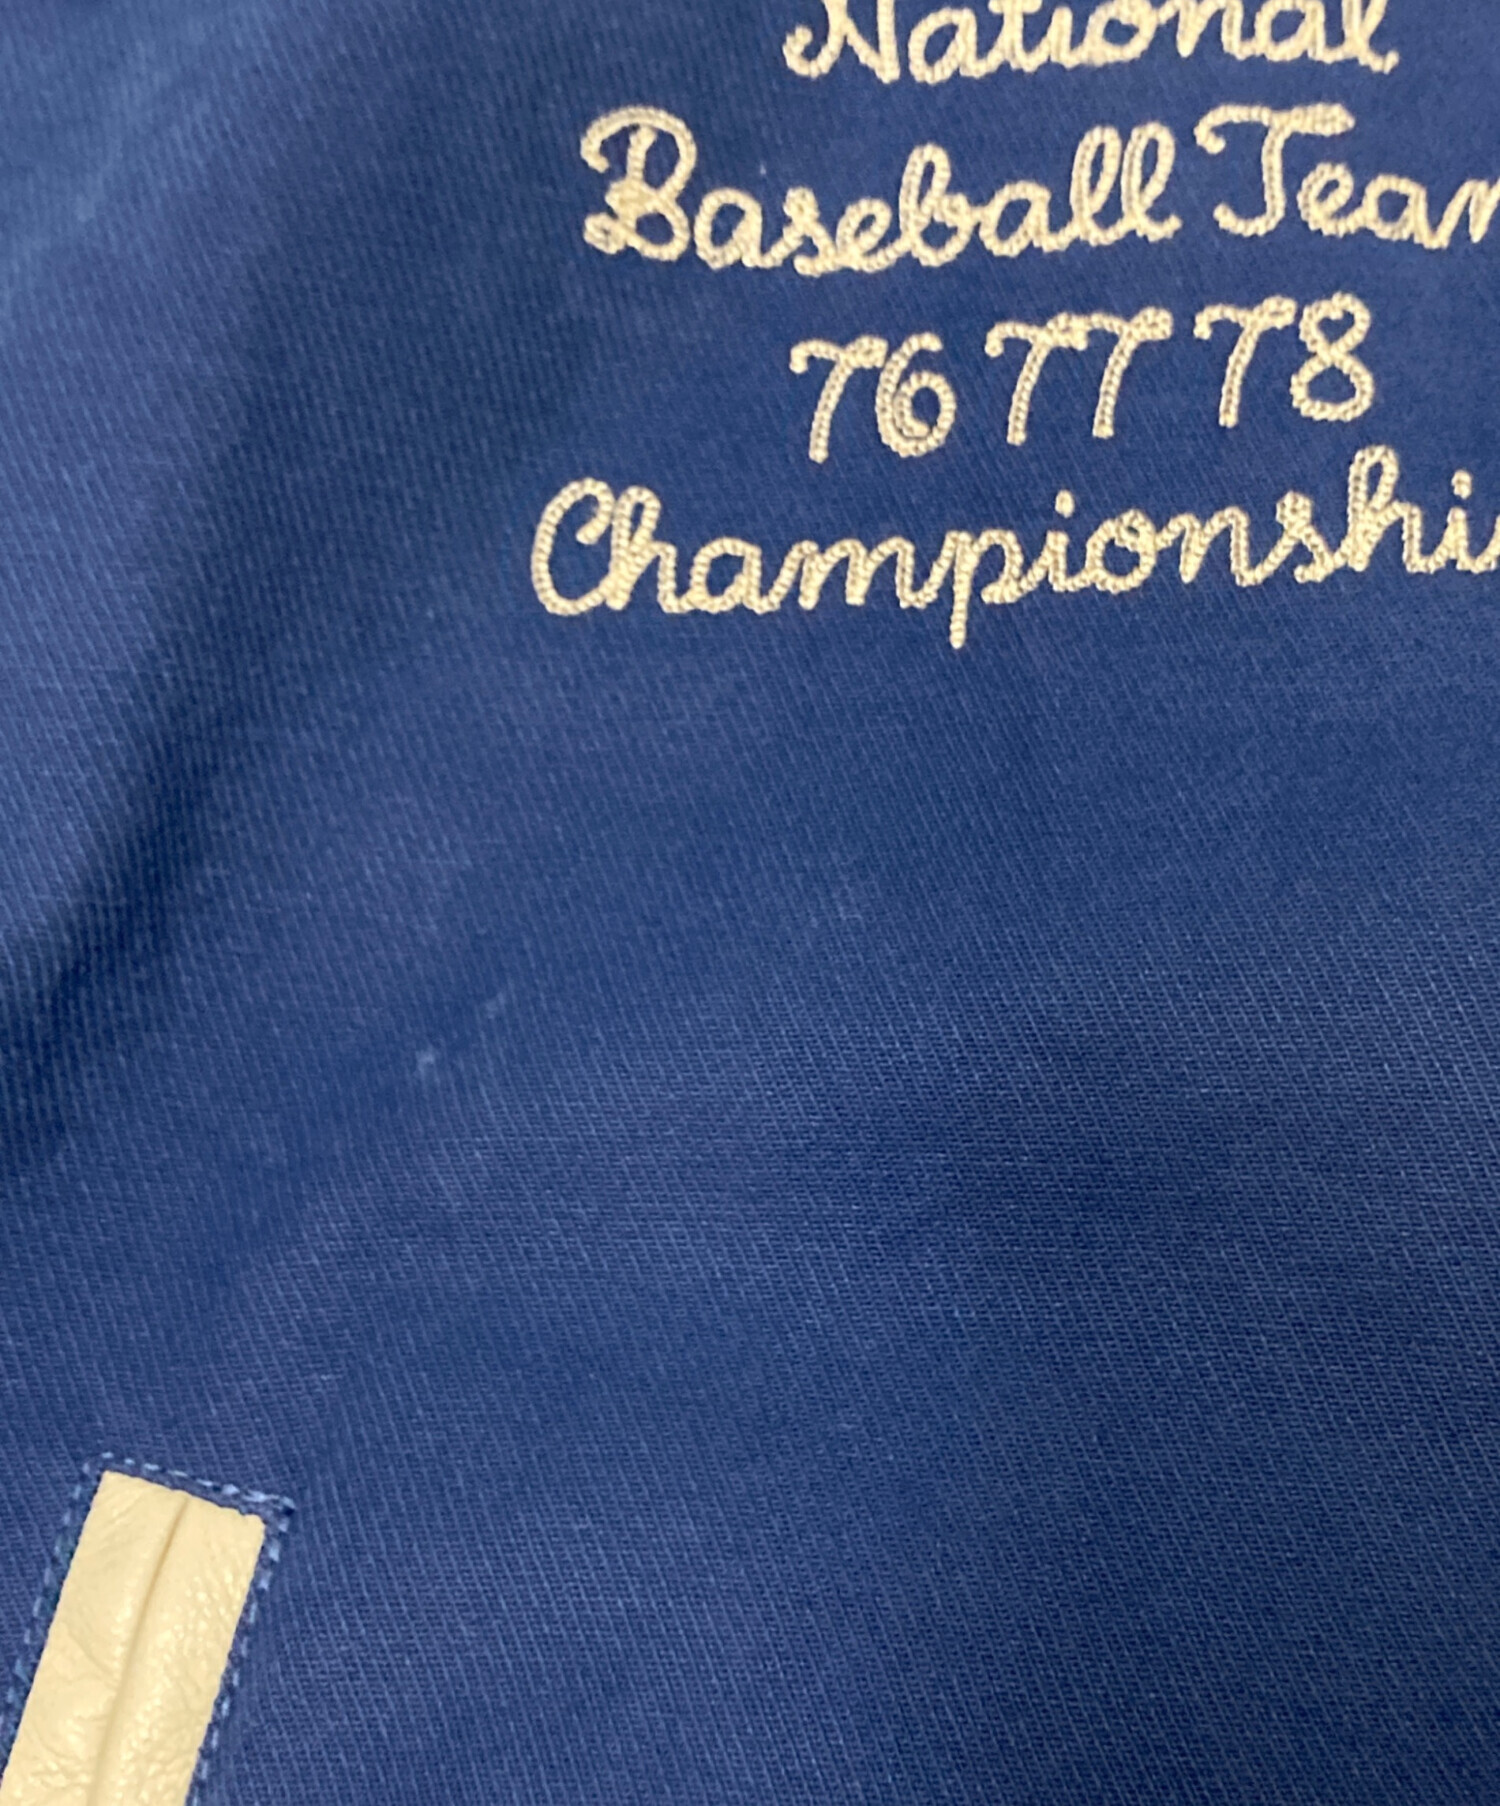 National
Baseball Team
76 77 78
Championshi